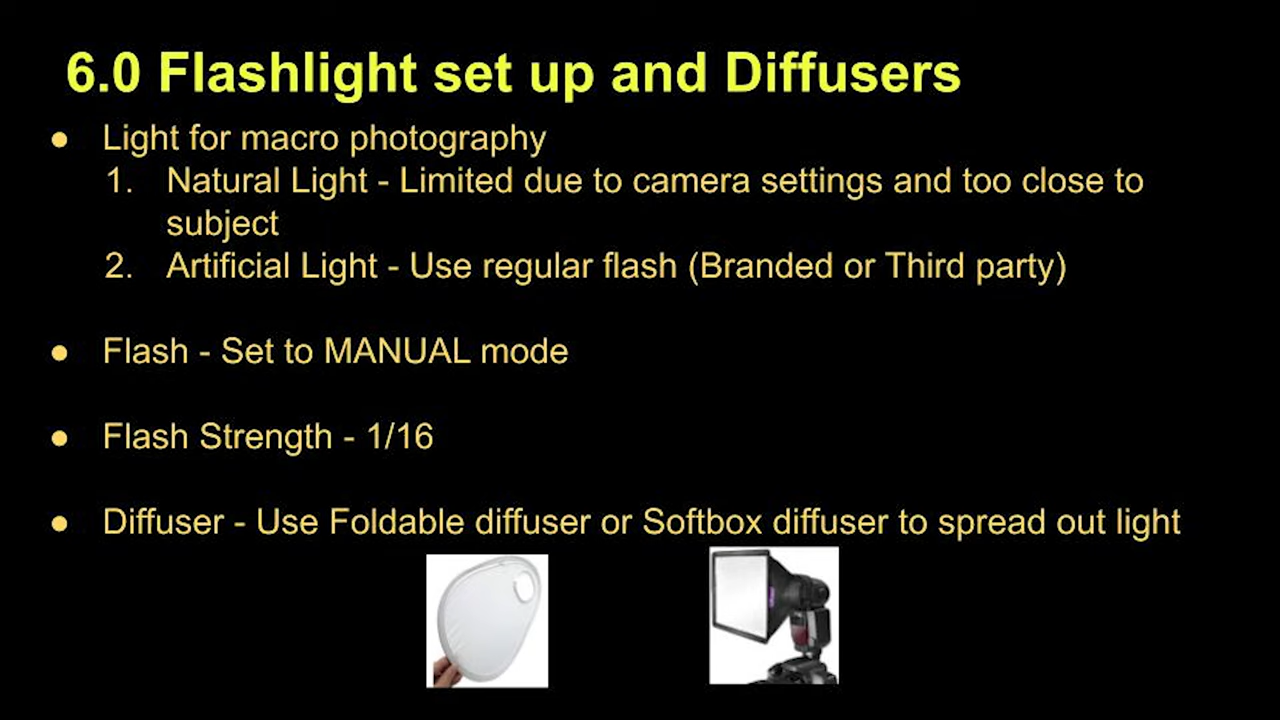 6.0 Flashlight set up and Diffusers
● Light for macro photography
1. Natural Light - Limited due to camera settings and too close to
subject
2. Artificial Light - Use regular flash (Branded or Third party)
● Flash - Set to MANUAL mode
● Flash Strength - 1/16
● Diffuser - Use Foldable diffuser or Softbox diffuser to spread out light